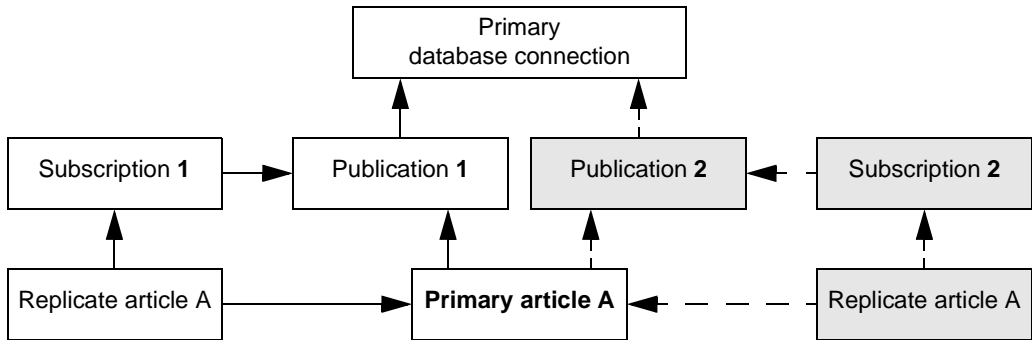 Primary
database connection
Subscription 1
Publication 1
Publication 2
Subscription 2
Replicate article A
Primary article A
Replicate article A